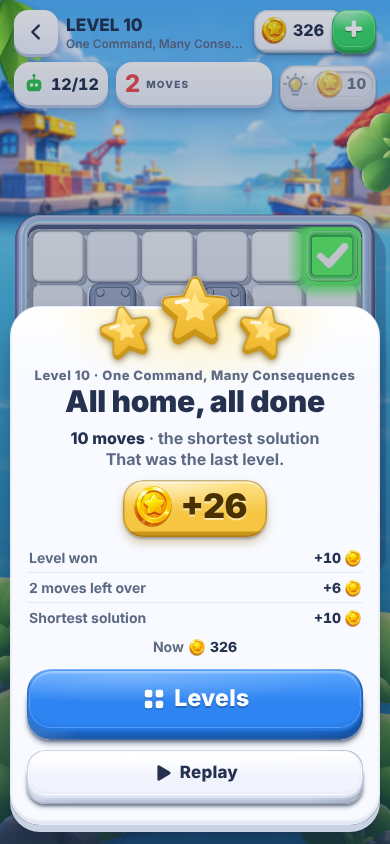 LEVEL 10
One Command, Many Conse...
326
12/12
2 MOVES
10
Level 10 · One Command, Many Consequences
All home, all done
10 moves · the shortest solution
That was the last level.
+26
Level won +10
2 moves left over +6
Shortest solution +10
Now 326
Levels
Replay